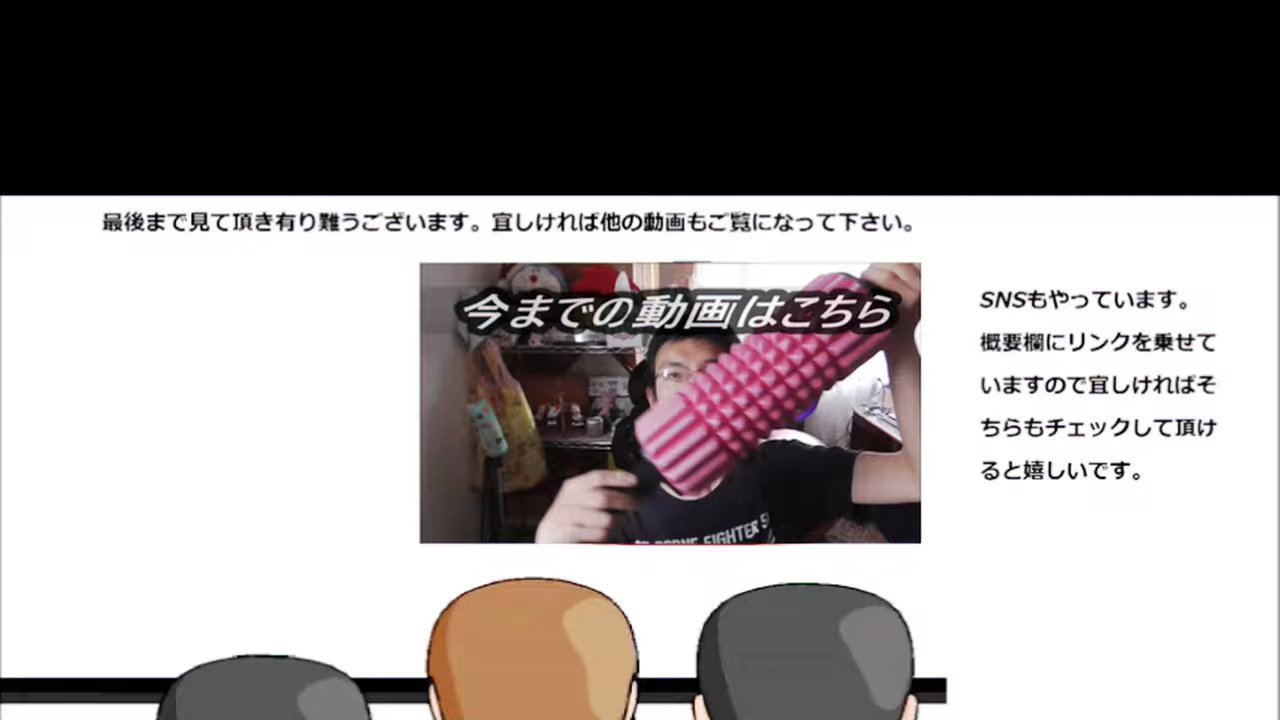 最後まで見て頂き有り難うございます。宜しければ他の動画もご覧になって下さい。
今までの動画はこちら
SNSもやっています。
概要欄にリンクを乗せて
いますので宜しければそ
ちらもチェックして頂け
ると嬉しいです。
FIGHTER